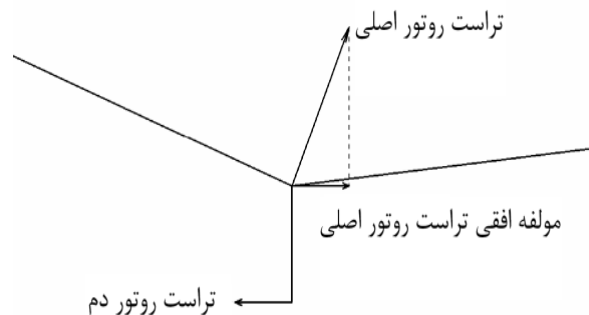 تراست روتور اصلی
مولفه افقی تراست روتور اصلی
تراست روتور دم